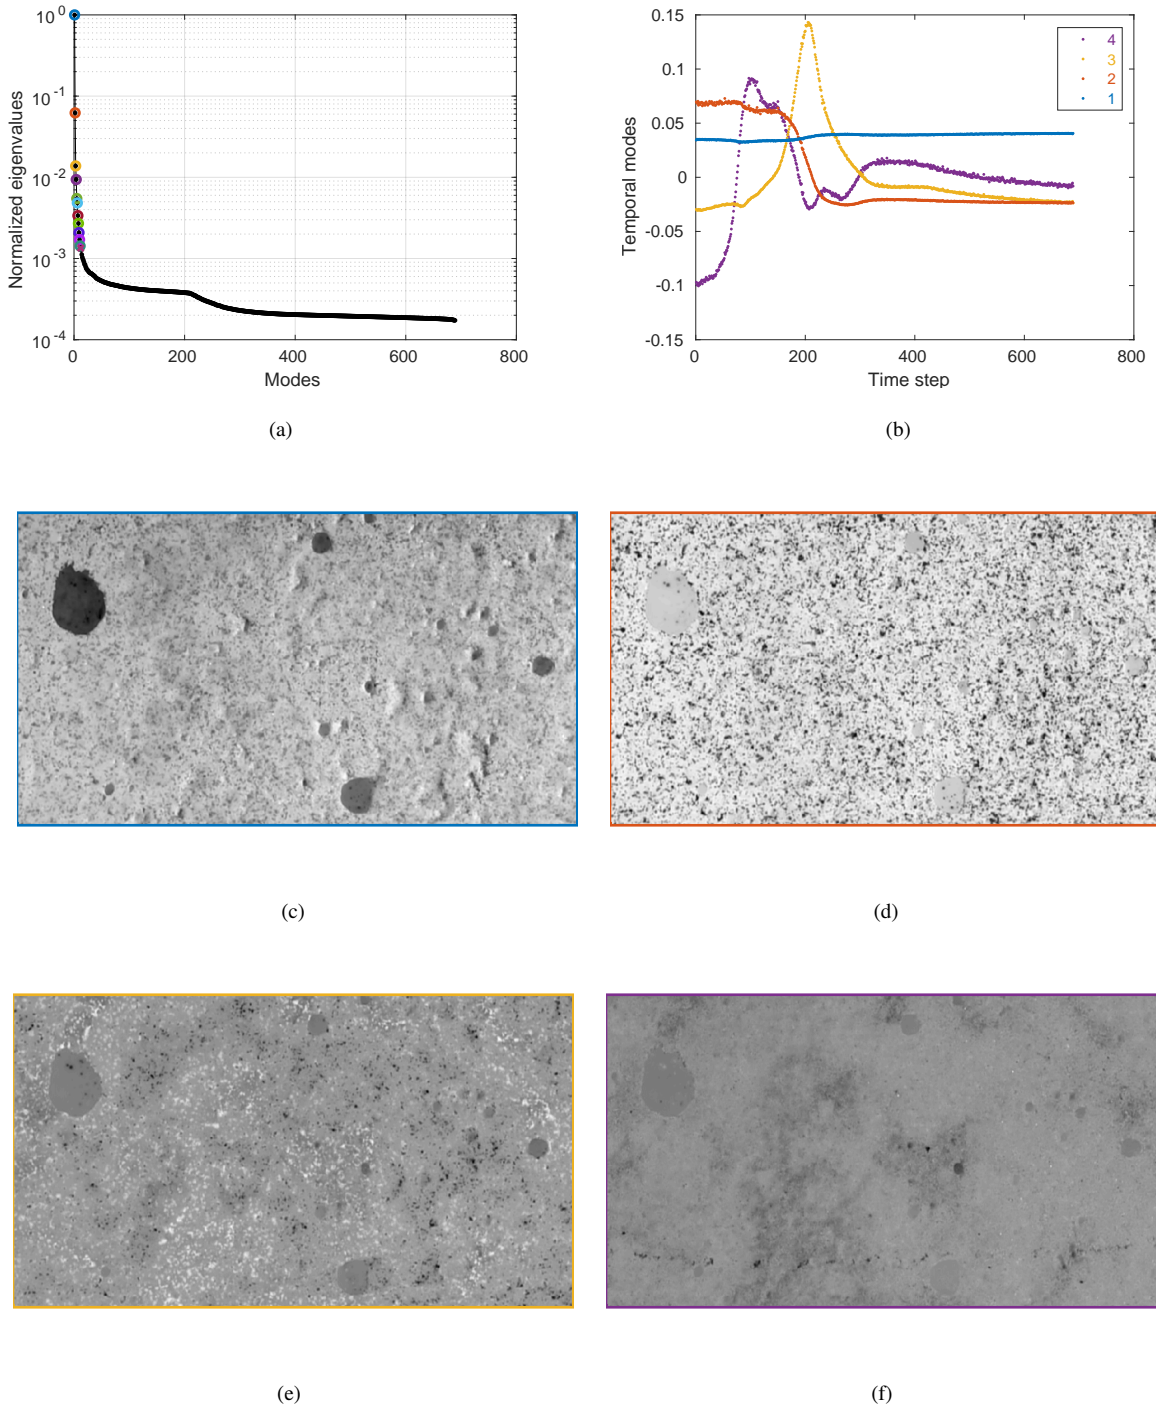 10^0
10^-1
10^-2
10^-3
10^-4
0
200
400
600
800
Normalized eigenvalues
Modes
(a)
0.15
0.1
0.05
0
-0.05
-0.1
-0.15
0
200
400
600
800
Temporal modes
Time step
4
3
2
1
(b)
(c)
(d)
(e)
(f)